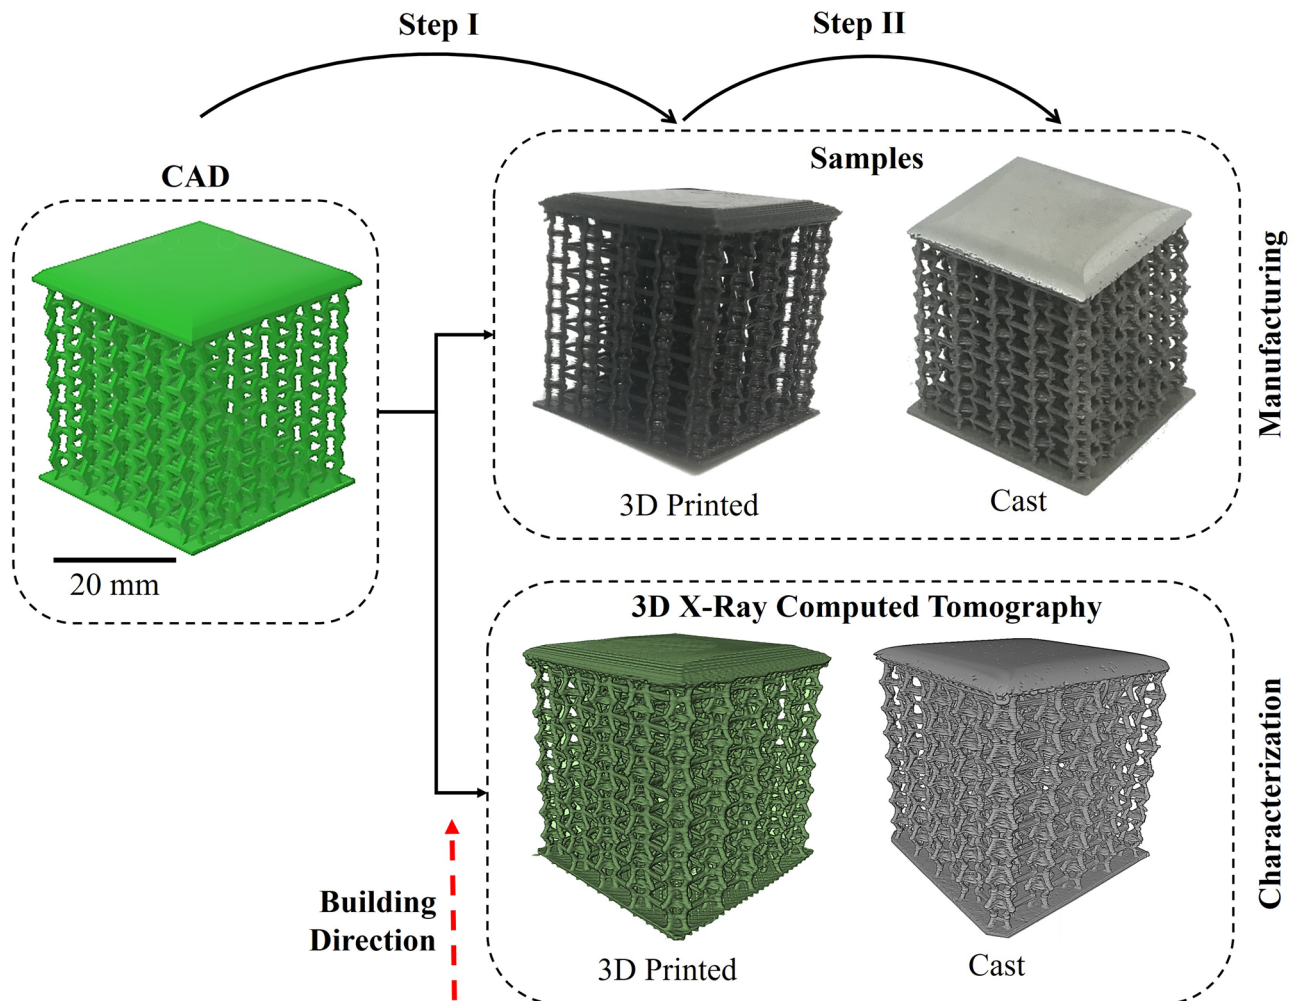 Step I
Step II
CAD
Samples
3D Printed
Cast
Manufacturing
20 mm
3D X-Ray Computed Tomography
Building
Direction
3D Printed
Cast
Characterization